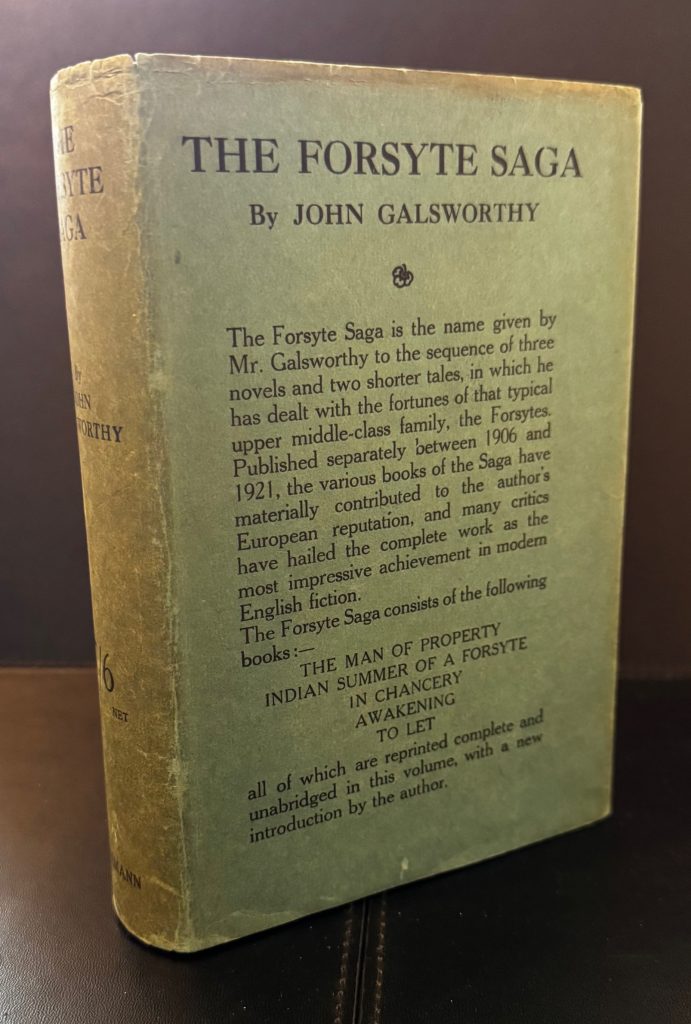 THE FORSYTE SAGA
By JOHN GALSWORTHY
The Forsyte Saga is the name given by
Mr. Galsworthy to the sequence of three
novels and two shorter tales, in which he
has dealt with the fortunes of that typical
upper middle-class family, the Forsytes.
Published separately between 1906 and
1921, the various books of the Saga have
materially contributed to the author's
European reputation, and many critics
have hailed the complete work as the
most impressive achievement in modern
English fiction.
The Forsyte Saga consists of the following
books :—
THE MAN OF PROPERTY
INDIAN SUMMER OF A FORSYTE
IN CHANCERY
AWAKENING
TO LET
all of which are reprinted complete and
unabridged in this volume, with a new
introduction by the author.
SAGA
by
NET